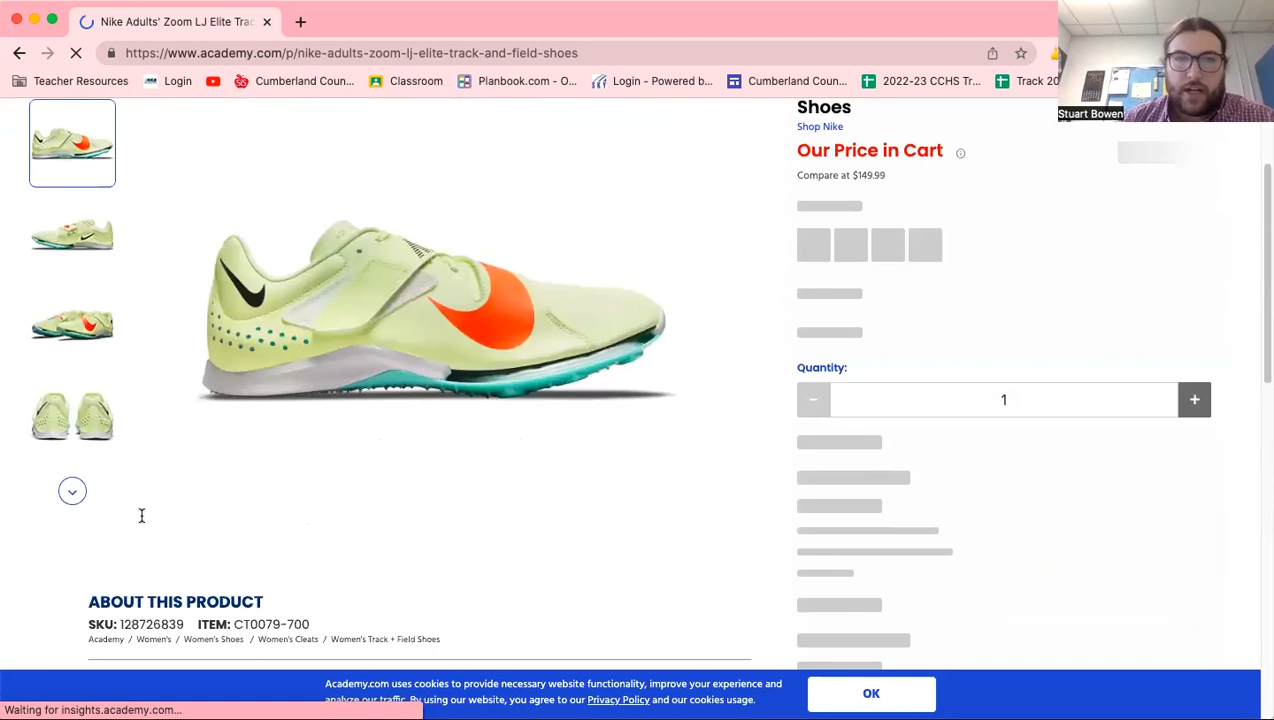 Nike Adults' Zoom LJ Elite Trac
https://www.academy.com/p/nike-adults-zoom-lj-elite-track-and-field-shoes
Teacher Resources
Login
Cumberland Coun...
Classroom
Planbook.com - O...
Login - Powered b...
Cumberland Coun...
2022-23 CCHS Tr...
Track 20
Stuart Bowen
Shoes
Shop Nike
Our Price in Cart
Compare at $149.99
Quantity:
1
ABOUT THIS PRODUCT
SKU: 128726839 ITEM: CT0079-700
Academy / Women's / Women's Shoes / Women's Cleats / Women's Track + Field Shoes
Academy.com uses cookies to provide necessary website functionality, improve your experience and
analyze our traffic. By using our website, you agree to our Privacy Policy and our cookies usage.
OK
Waiting for insights.academy.com...